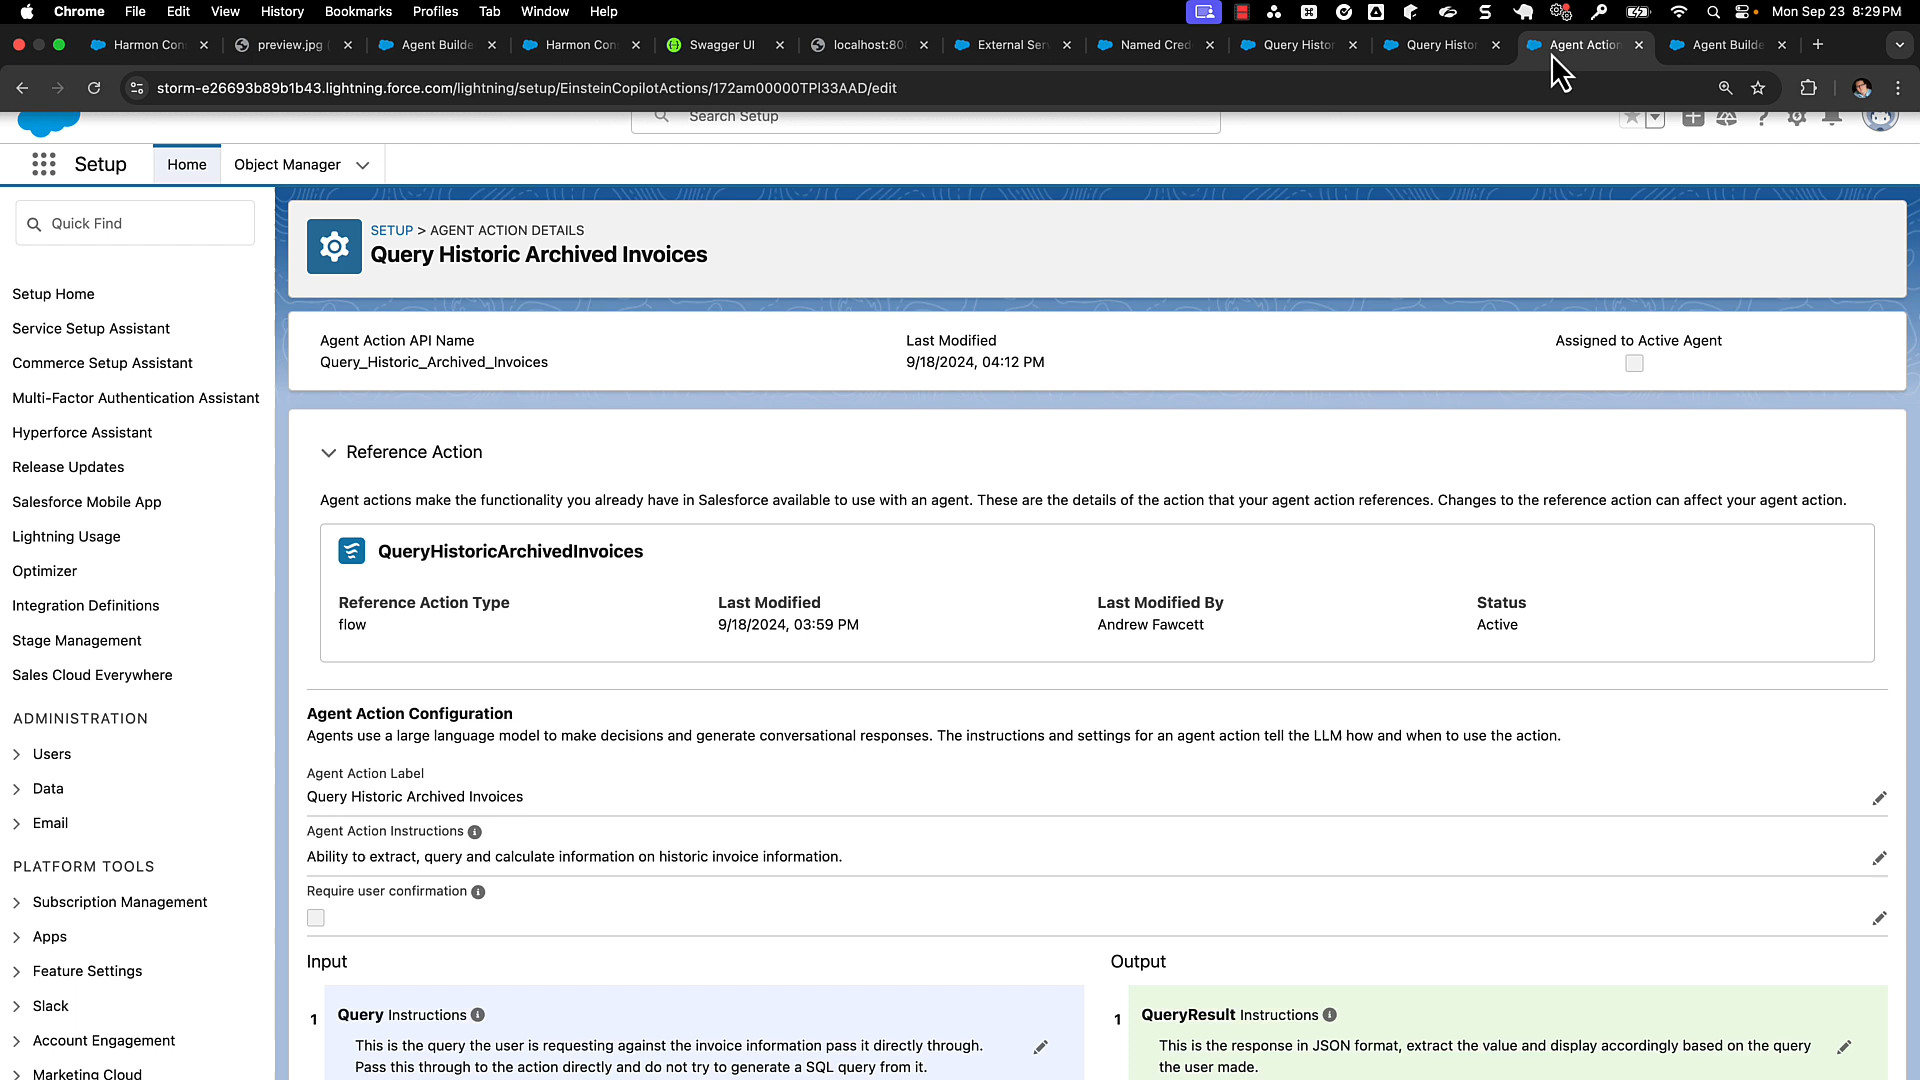 Chrome File Edit View History Bookmarks Profiles Tab Window Help Mon Sep 23 8:29 PM
Harmon Con preview.jpg ( Agent Builde Harmon Con Swagger UI localhost:80 External Ser Named Cred Query Histor Query Histor Agent Action Agent Builde
storm-e26693b89b1b43.lightning.force.com/lightning/setup/EinsteinCopilotActions/172am00000TPI33AAD/edit
Search Setup
Setup Home Object Manager
Quick Find
Setup Home
Service Setup Assistant
Commerce Setup Assistant
Multi-Factor Authentication Assistant
Hyperforce Assistant
Release Updates
Salesforce Mobile App
Lightning Usage
Optimizer
Integration Definitions
Stage Management
Sales Cloud Everywhere
ADMINISTRATION
Users
Data
Email
PLATFORM TOOLS
Subscription Management
Apps
Feature Settings
Slack
Account Engagement
Marketing Cloud
SETUP > AGENT ACTION DETAILS
Query Historic Archived Invoices
Agent Action API Name Last Modified Assigned to Active Agent
Query_Historic_Archived_Invoices 9/18/2024, 04:12 PM
Reference Action
Agent actions make the functionality you already have in Salesforce available to use with an agent. These are the details of the action that your agent action references. Changes to the reference action can affect your agent action.
QueryHistoricArchivedInvoices
Reference Action Type Last Modified Last Modified By Status
flow 9/18/2024, 03:59 PM Andrew Fawcett Active
Agent Action Configuration
Agents use a large language model to make decisions and generate conversational responses. The instructions and settings for an agent action tell the LLM how and when to use the action.
Agent Action Label
Query Historic Archived Invoices
Agent Action Instructions
Ability to extract, query and calculate information on historic invoice information.
Require user confirmation
Input
1 Query Instructions
This is the query the user is requesting against the invoice information pass it directly through.
Pass this through to the action directly and do not try to generate a SQL query from it.
Output
1 QueryResult Instructions
This is the response in JSON format, extract the value and display accordingly based on the query
the user made.